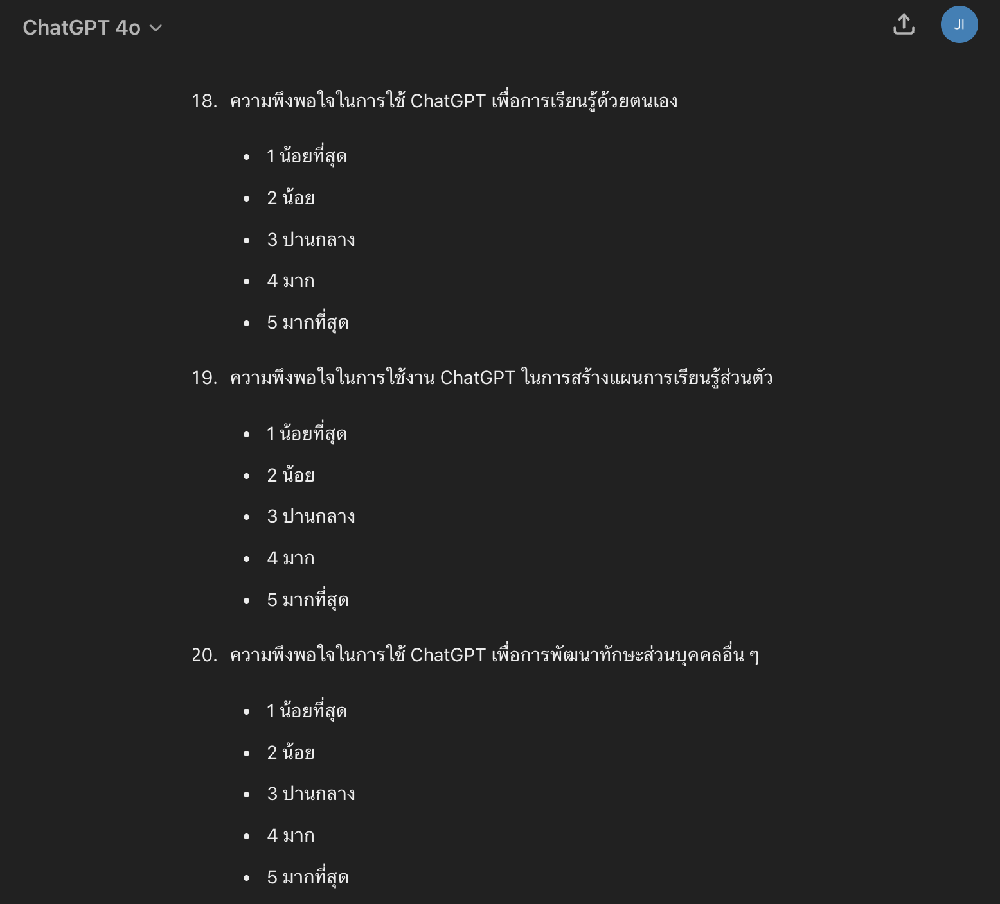 ChatGPT 4o
JI
18. ความพึงพอใจในการใช้ ChatGPT เพื่อการเรียนรู้ด้วยตนเอง
• 1 น้อยที่สุด
• 2 น้อย
• 3 ปานกลาง
• 4 มาก
• 5 มากที่สุด
19. ความพึงพอใจในการใช้งาน ChatGPT ในการสร้างแผนการเรียนรู้ส่วนตัว
• 1 น้อยที่สุด
• 2 น้อย
• 3 ปานกลาง
• 4 มาก
• 5 มากที่สุด
20. ความพึงพอใจในการใช้ ChatGPT เพื่อการพัฒนาทักษะส่วนบุคคลอื่น ๆ
• 1 น้อยที่สุด
• 2 น้อย
• 3 ปานกลาง
• 4 มาก
• 5 มากที่สุด